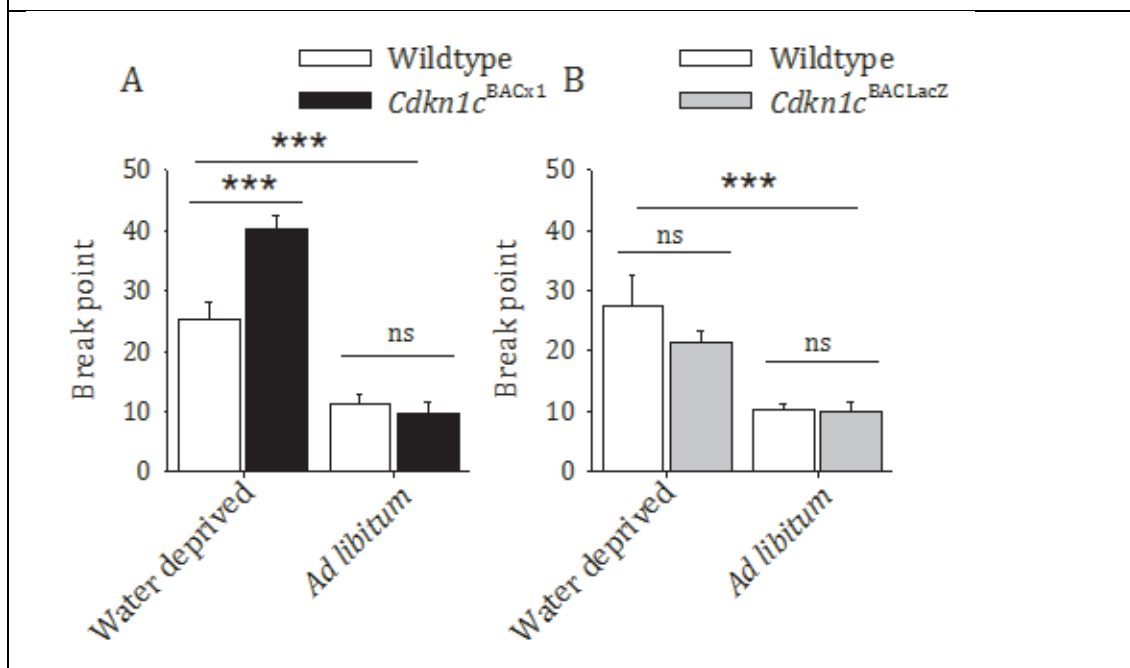 A
Wildtype
Cdkn1c BACx1
***
***
ns
50
40
30
20
10
0
Break point
Water deprived
Ad libitum
B
Wildtype
Cdkn1c BACLacZ
***
ns
ns
50
40
30
20
10
0
Break point
Water deprived
Ad libitum